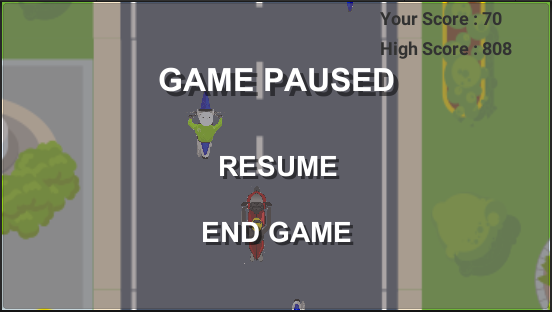 Your Score : 70
High Score : 808
GAME PAUSED
RESUME
END GAME